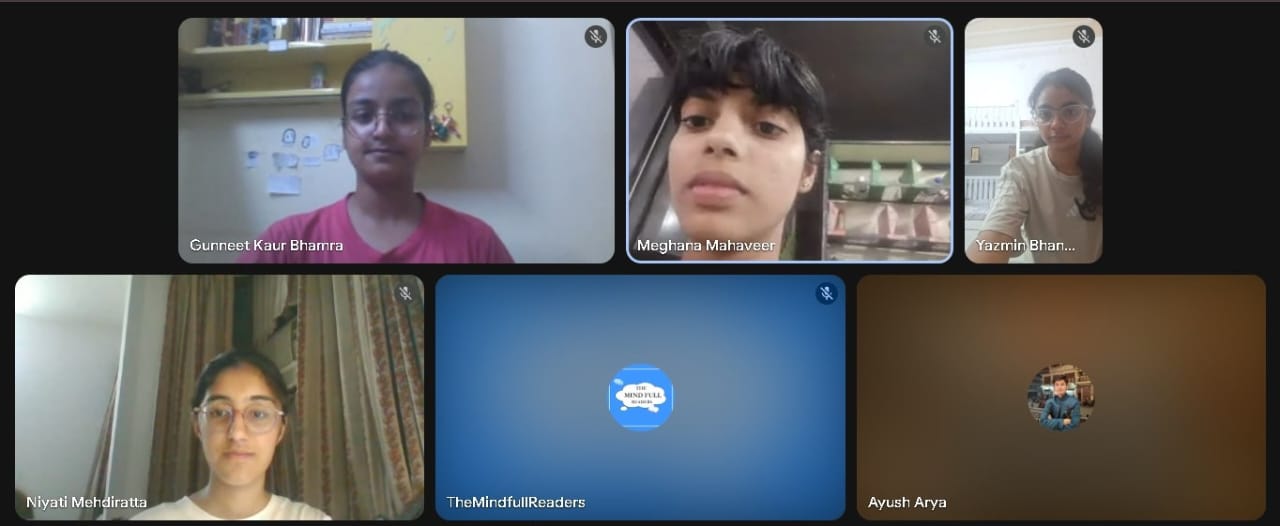 Gunneet Kaur Bhamra
Meghana Mahaveer
Yazmin Bhan...
Niyati Mehdiratta
THE
MIND FULL
READERS
TheMindfullReaders
Ayush Arya